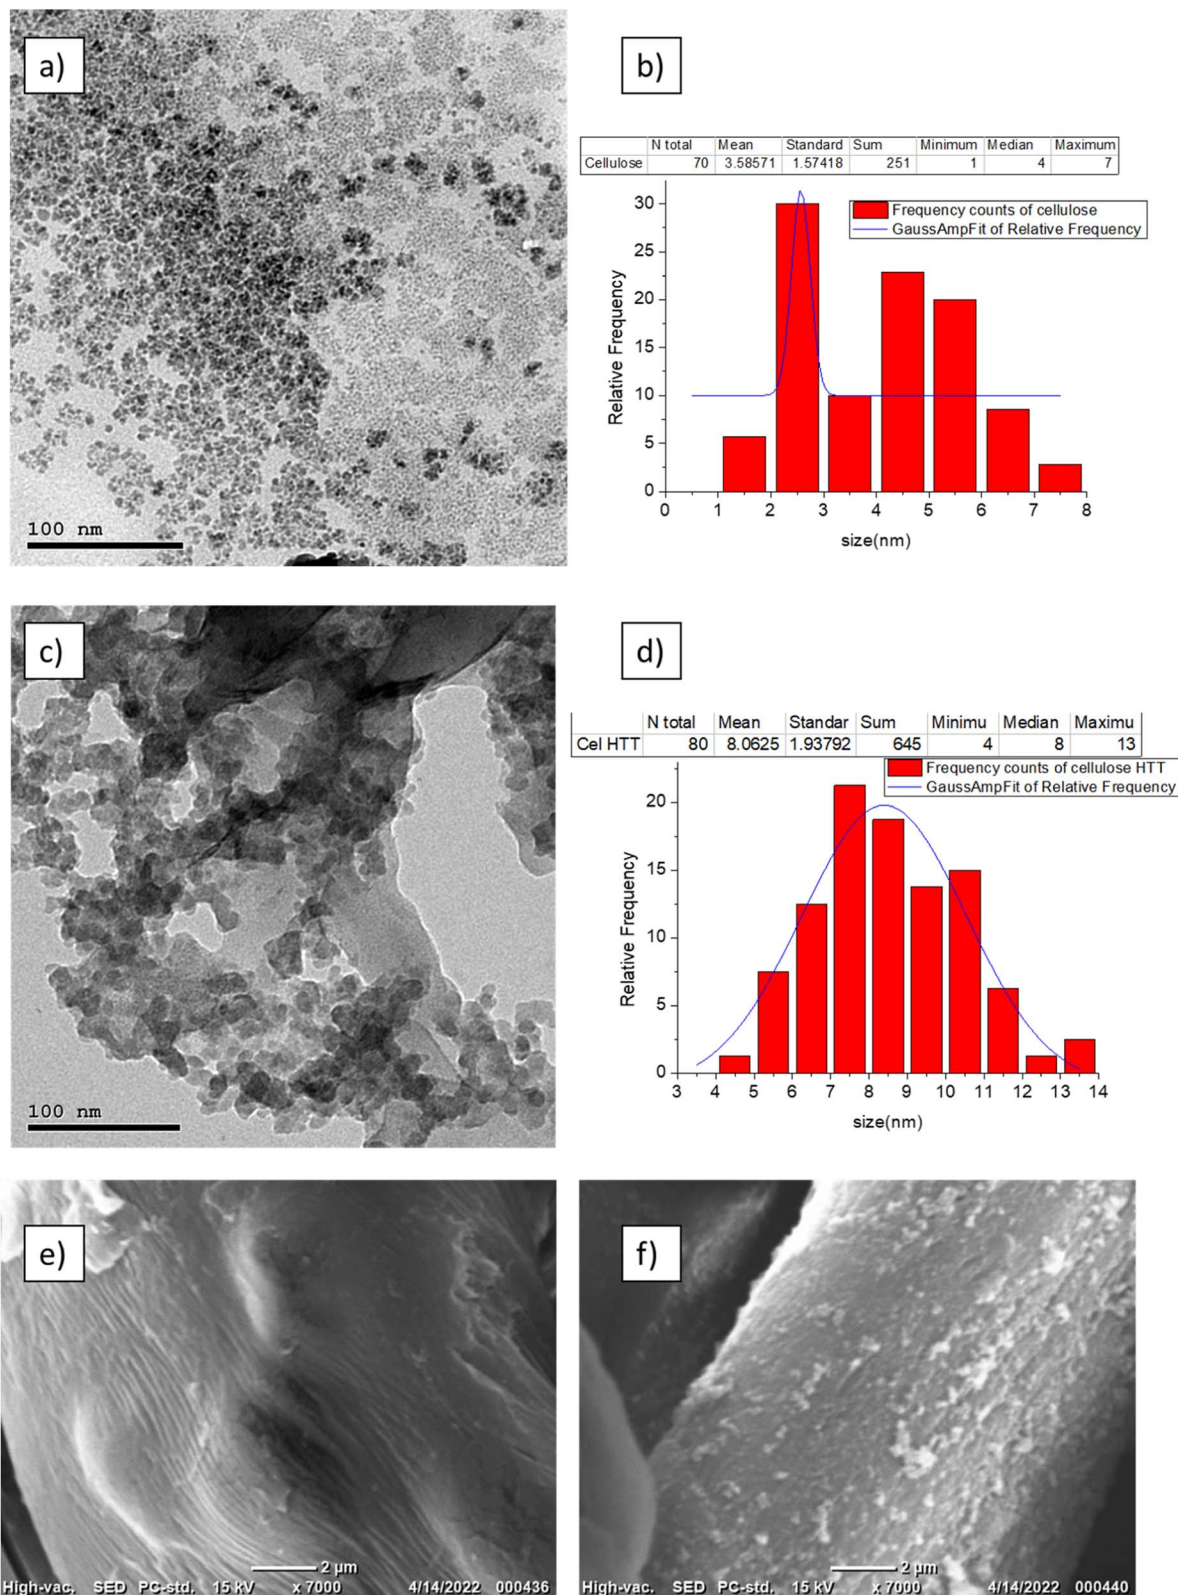 a)
100 nm
b)
N total Mean Standard Sum Minimum Median Maximum
Cellulose 70 3.58571 1.57418 251 1 4 7
Frequency counts of cellulose
GaussAmpFit of Relative Frequency
Relative Frequency
30
25
20
15
10
5
0
0 1 2 3 4 5 6 7 8
size(nm)
c)
100 nm
d)
N total Mean Standar Sum Minimu Median Maximu
Cel HTT 80 8.0625 1.93792 645 4 8 13
Frequency counts of cellulose HTT
GaussAmpFit of Relative Frequency
Relative Frequency
20
15
10
5
0
3 4 5 6 7 8 9 10 11 12 13 14
size(nm)
e)
2 µm
High-vac. SED PC-std. 15 kV x 7000 4/14/2022 000436
f)
2 µm
High-vac. SED PC-std. 15 kV x 7000 4/14/2022 000440